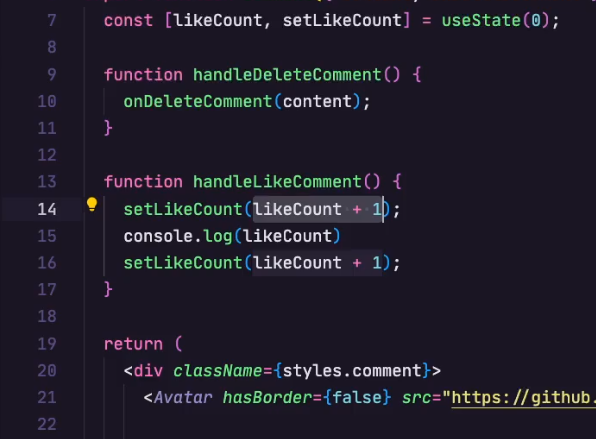 7 const [likeCount, setLikeCount] = useState(0);
8
9 function handleDeleteComment() {
10 onDeleteComment(content);
11 }
12
13 function handleLikeComment() {
14 setLikeCount(likeCount + 1);
15 console.log(likeCount)
16 setLikeCount(likeCount + 1);
17 }
18
19 return (
20 <div className={styles.comment}>
21 <Avatar hasBorder={false} src="https://github.
22